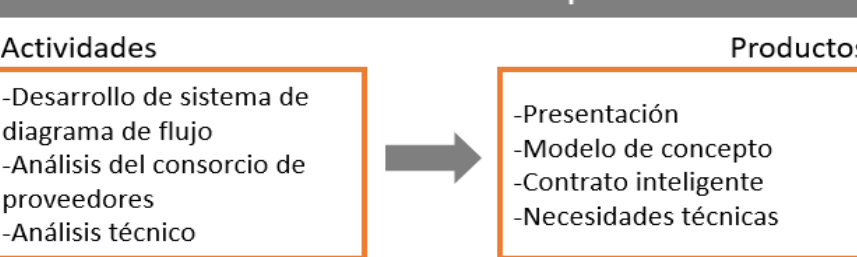 Actividades
Productos
-Desarrollo de sistema de
diagrama de flujo
-Análisis del consorcio de
proveedores
-Análisis técnico
-Presentación
-Modelo de concepto
-Contrato inteligente
-Necesidades técnicas